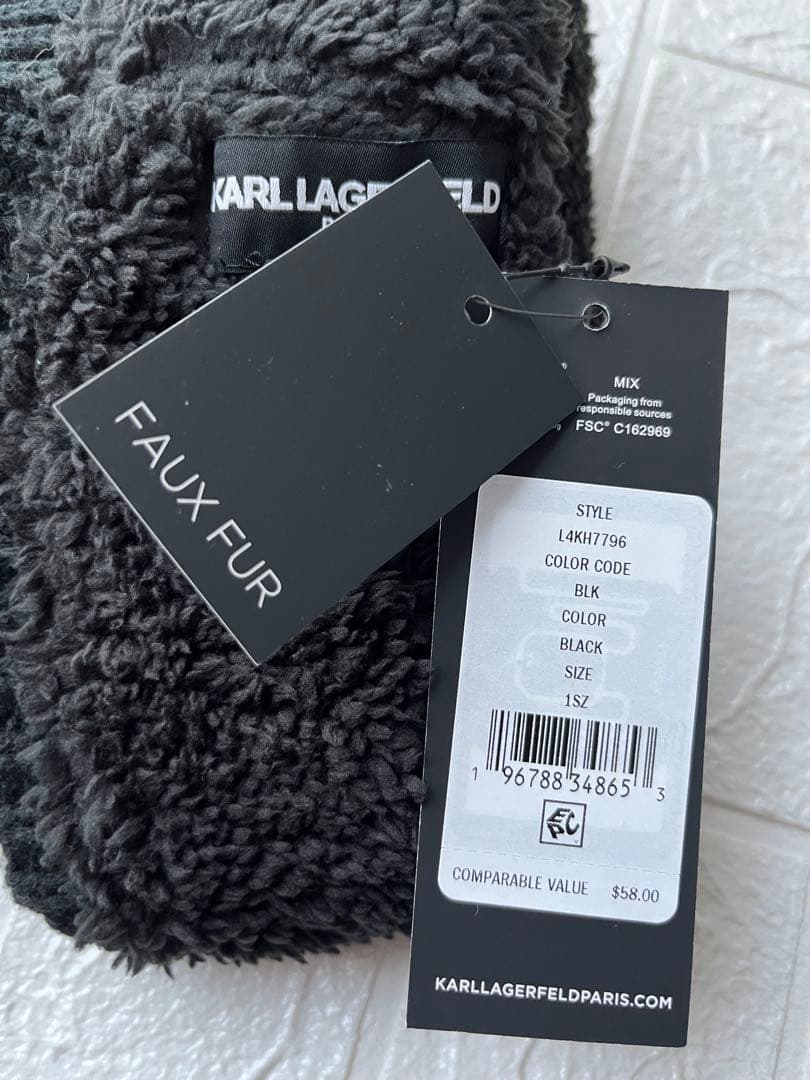 KARL LAGERFELD
FAUX FUR
MIX
Packaging from
responsible sources
FSC® C162969
STYLE
L4KH7796
COLOR CODE
BLK
COLOR
BLACK
SIZE
1SZ
1 96788 34865 3
EPC
COMPARABLE VALUE $58.00
KARLLAGERFELDPARIS.COM